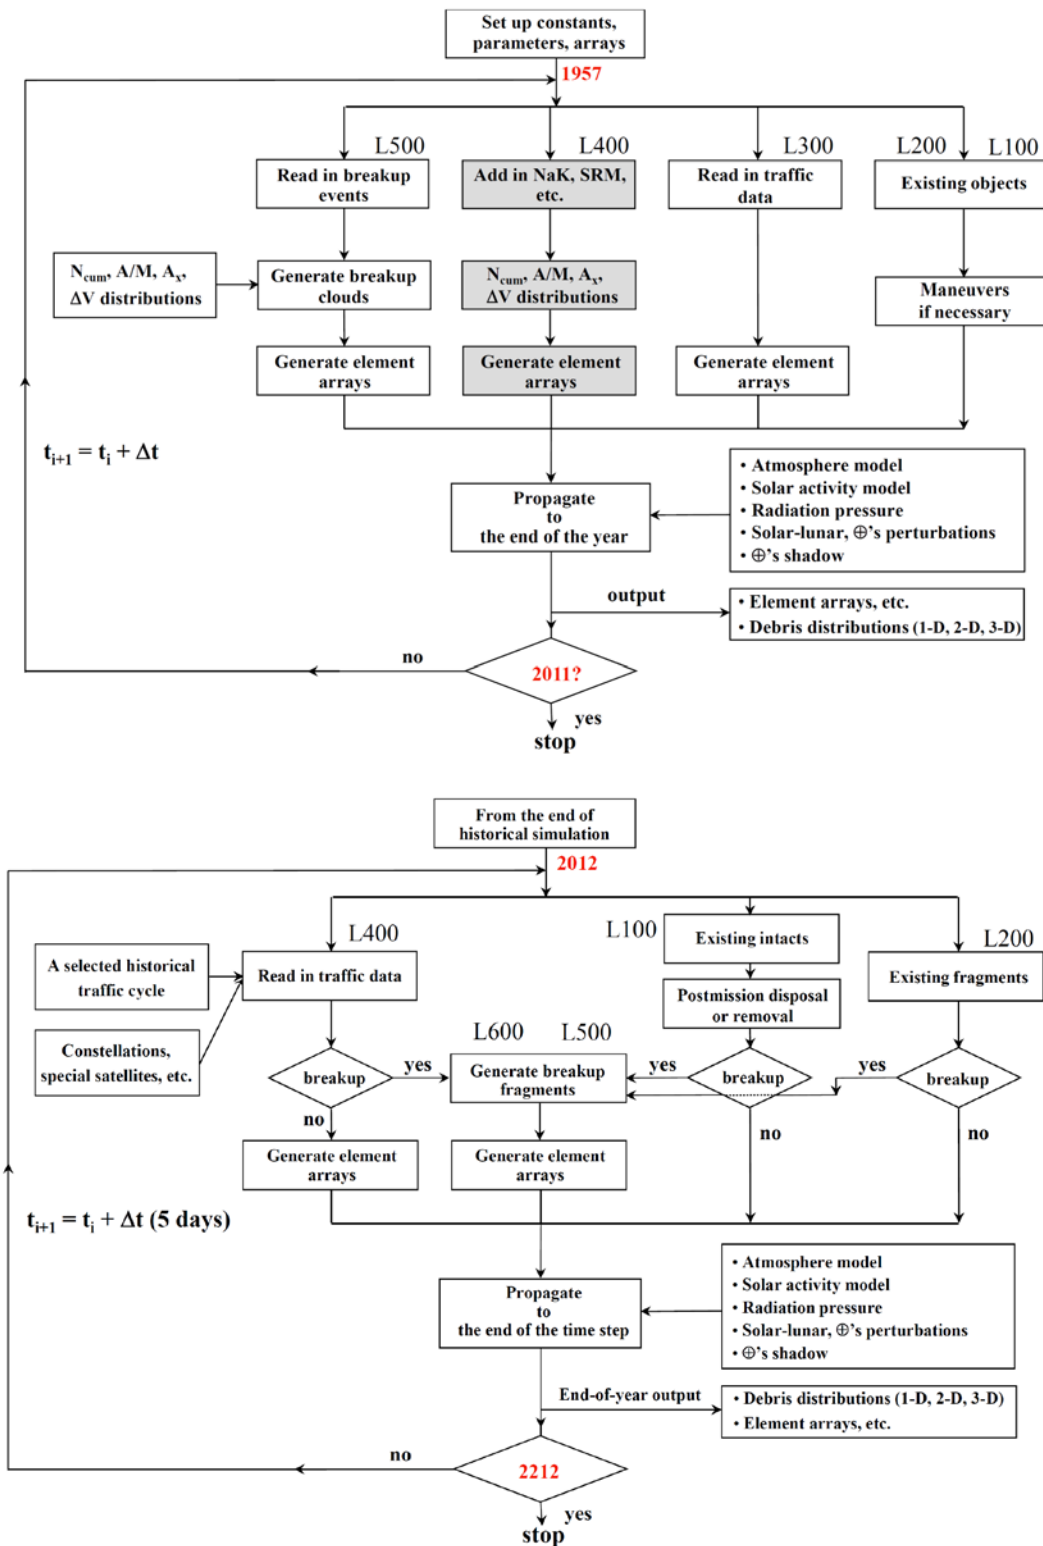 Set up constants,
parameters, arrays
1957
L500
L400
L300
L200
L100
Read in breakup
events
Add in NaK, SRM,
etc.
Read in traffic
data
Existing objects
N_cum, A/M, A_x,
ΔV distributions
Generate breakup
clouds
N_cum, A/M, A_x,
ΔV distributions
Maneuvers
if necessary
Generate element
arrays
Generate element
arrays
Generate element
arrays
t_{i+1} = t_i + Δt
Propagate
to
the end of the year
• Atmosphere model
• Solar activity model
• Radiation pressure
• Solar-lunar, ⊕'s perturbations
• ⊕'s shadow
output
• Element arrays, etc.
• Debris distributions (1-D, 2-D, 3-D)
no
2011?
yes
stop
From the end of
historical simulation
2012
L400
L100
L200
A selected historical
traffic cycle
Read in traffic data
Existing intacts
Existing fragments
Postmission disposal
or removal
Constellations,
special satellites, etc.
L600
L500
breakup
yes
Generate breakup
fragments
yes
breakup
yes
breakup
no
no
no
Generate element
arrays
Generate element
arrays
t_{i+1} = t_i + Δt (5 days)
Propagate
to
the end of the time step
• Atmosphere model
• Solar activity model
• Radiation pressure
• Solar-lunar, ⊕'s perturbations
• ⊕'s shadow
End-of-year output
• Debris distributions (1-D, 2-D, 3-D)
• Element arrays, etc.
no
2212
yes
stop